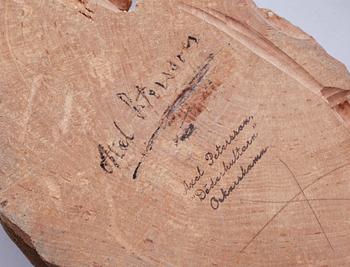 Axel Petersson
Axel Petersson,
"Döderhultarn"
Oskarshamn.